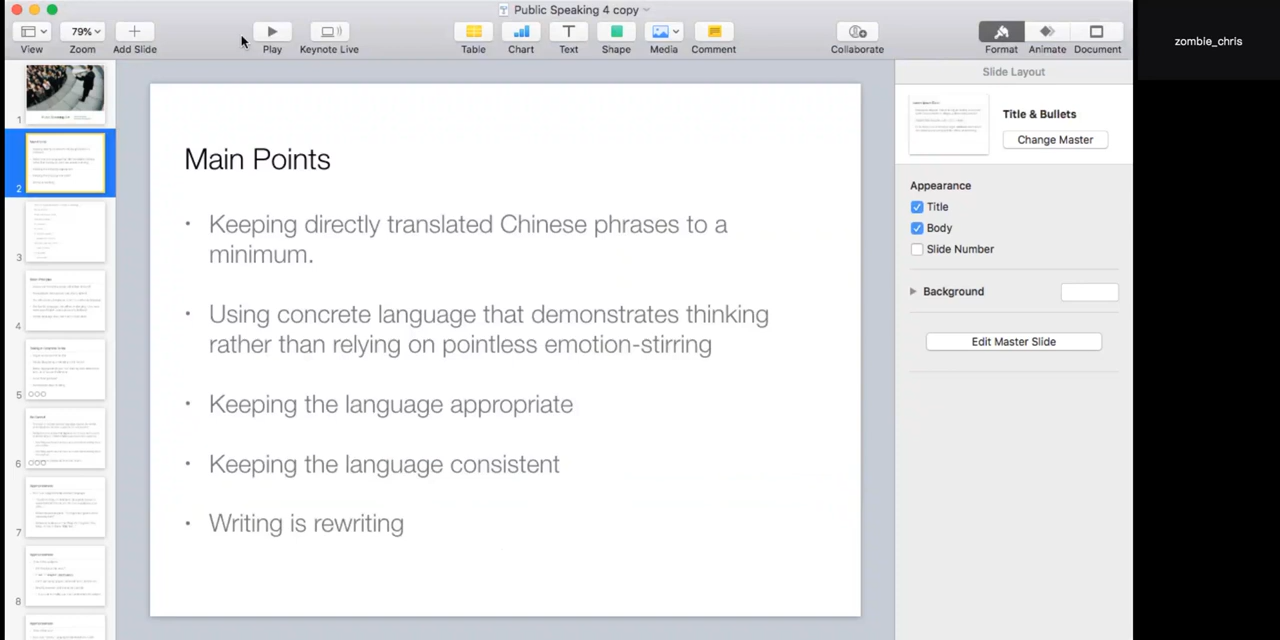 Public Speaking 4 copy
View
79%
Zoom
Add Slide
Play
Keynote Live
Table
Chart
Text
Shape
Media
Comment
Collaborate
Format
Animate
Document
zombie_chris
1
2
3
4
5
6
7
8
Main Points
• Keeping directly translated Chinese phrases to a
minimum.
• Using concrete language that demonstrates thinking
rather than relying on pointless emotion-stirring
• Keeping the language appropriate
• Keeping the language consistent
• Writing is rewriting
Slide Layout
Title & Bullets
Change Master
Appearance
Title
Body
Slide Number
Background
Edit Master Slide